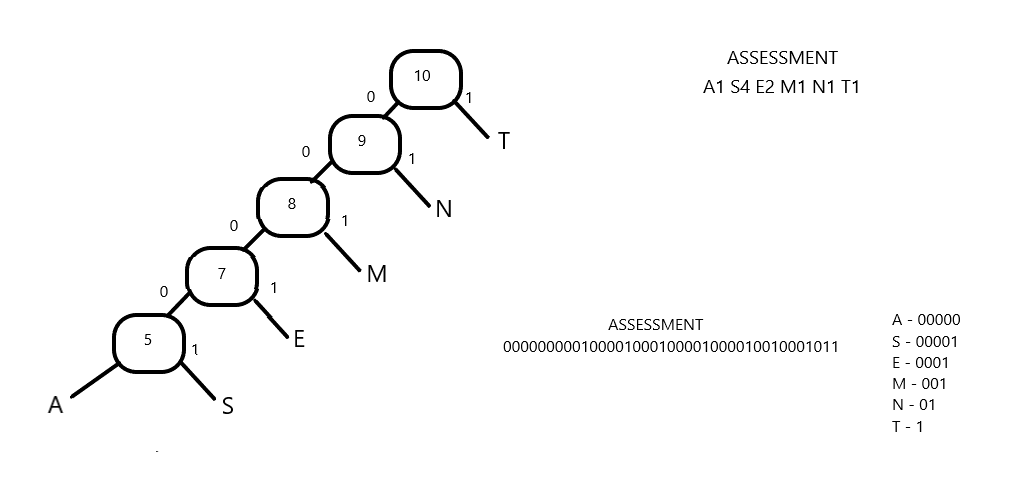 ASSESSMENT
A1 S4 E2 M1 N1 T1
10
0 1
9
T
0 1
8
N
0 1
7
M
0 1
5
E
1
A
S
ASSESSMENT
000000000100001000100001000010010001011
A - 00000
S - 00001
E - 0001
M - 001
N - 01
T - 1